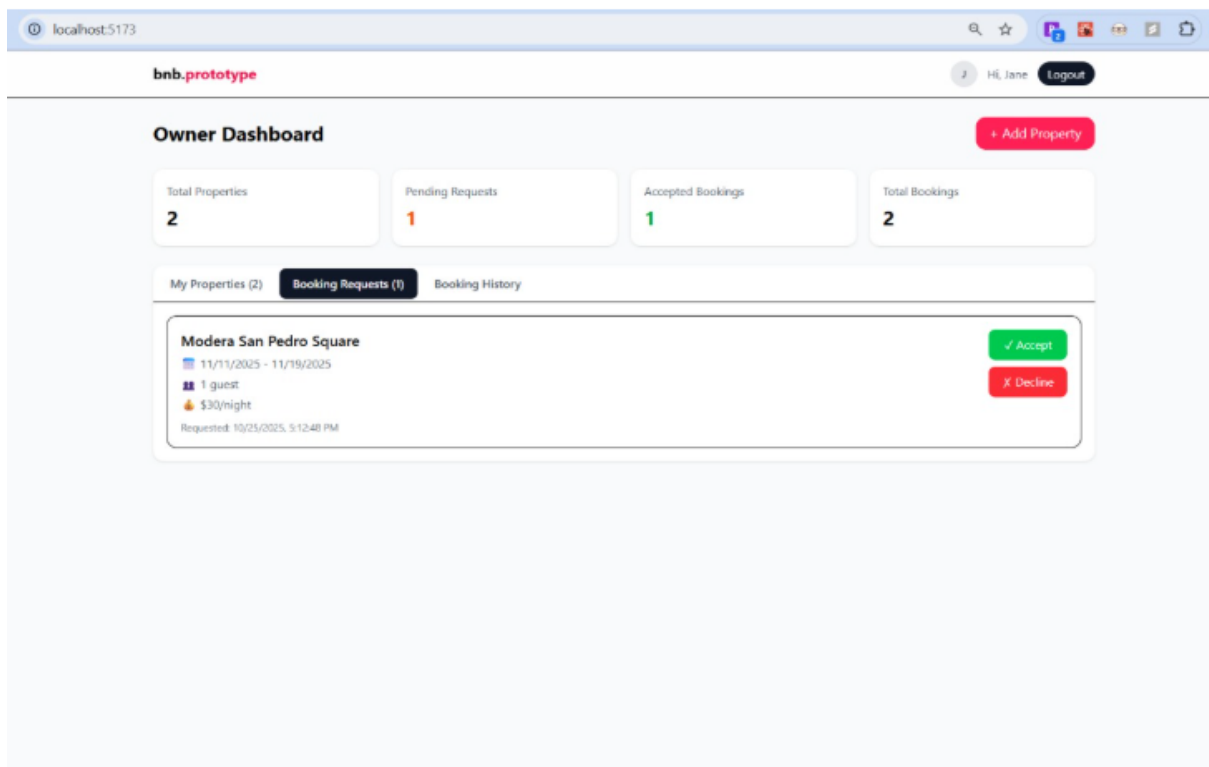 localhost:5173
bnb.prototype
J Hi, Jane Logout
Owner Dashboard
+ Add Property
Total Properties
2
Pending Requests
1
Accepted Bookings
1
Total Bookings
2
My Properties (2) Booking Requests (1) Booking History
Modera San Pedro Square
11/11/2025 - 11/19/2025
1 guest
$30/night
Requested: 10/25/2025, 5:12:48 PM
✓ Accept
✗ Decline